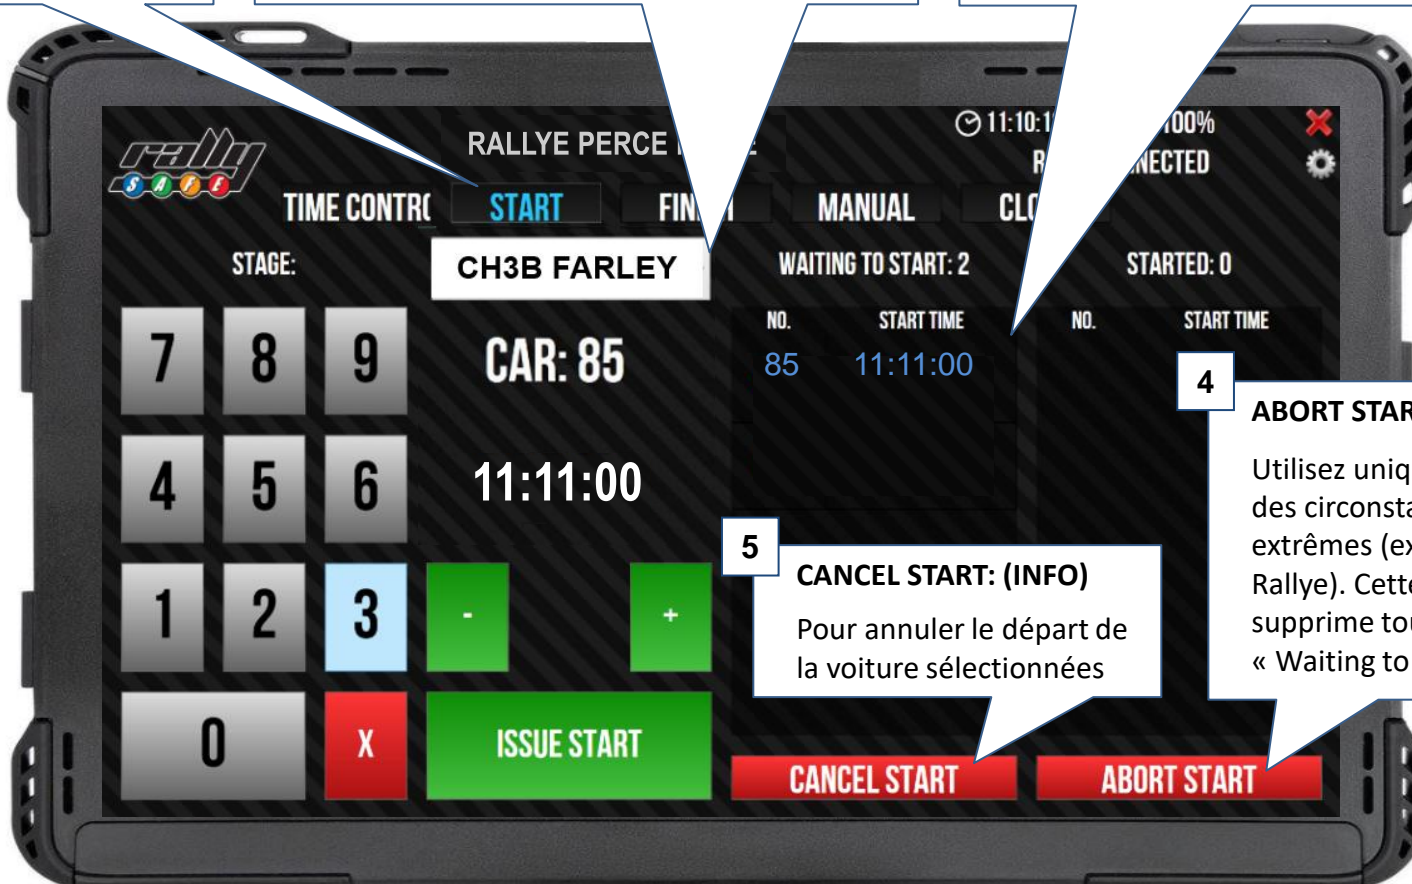 rally
SAFE
RALLYE PERCE
11:10:1
100%
NECTED
TIME CONTR
START
FIN
MANUAL
CLO
STAGE:
CH3B FARLEY
WAITING TO START: 2
STARTED: 0
NO. START TIME
NO. START TIME
85 11:11:00
7 8 9
CAR: 85
4 5 6
11:11:00
1 2 3
- +
0 X
ISSUE START
4
ABORT STAR
Utilisez uniq
des circonsta
extrêmes (ex
Rallye). Cette
supprime tou
« Waiting to
5
CANCEL START: (INFO)
Pour annuler le départ de
la voiture sélectionnées
CANCEL START
ABORT START